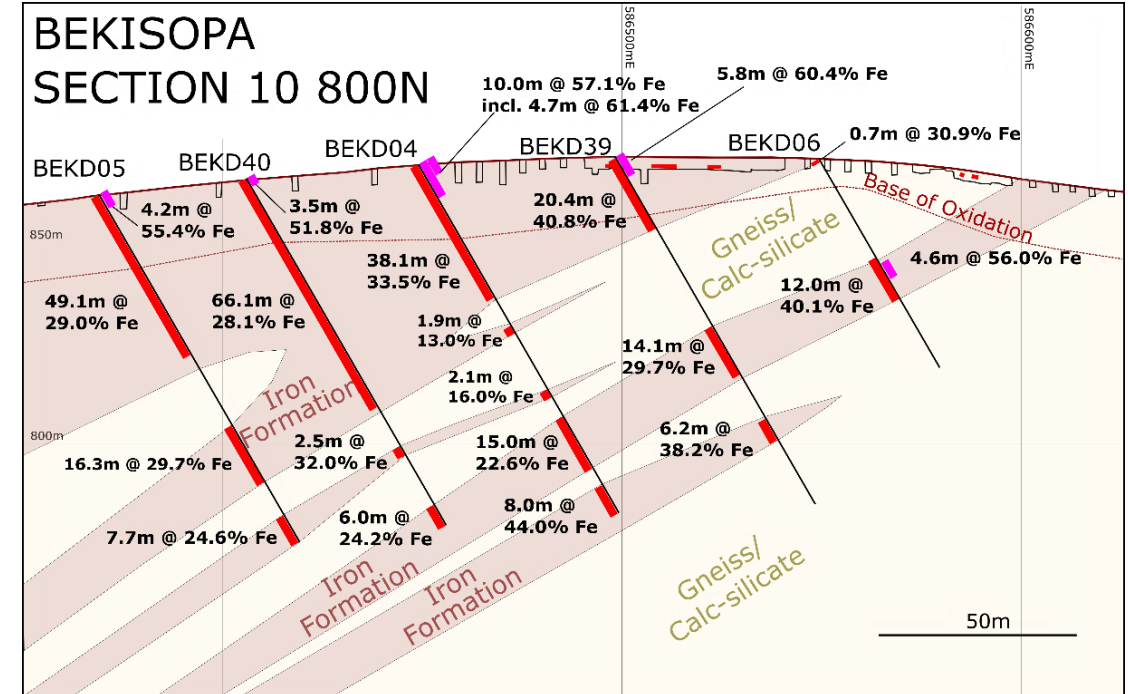 BEKISOPA
SECTION 10 800N
586500mE
586600mE
10.0m @ 57.1% Fe
incl. 4.7m @ 61.4% Fe
5.8m @ 60.4% Fe
BEKD05
BEKD40
BEKD04
BEKD39
BEKD06
0.7m @ 30.9% Fe
4.2m @
55.4% Fe
3.5m @
51.8% Fe
20.4m @
40.8% Fe
Gneiss/
Calc-silicate
Base of Oxidation
850m
38.1m @
33.5% Fe
4.6m @ 56.0% Fe
49.1m @
29.0% Fe
66.1m @
28.1% Fe
12.0m @
40.1% Fe
1.9m @
13.0% Fe
14.1m @
29.7% Fe
2.1m @
16.0% Fe
Iron
Formation
800m
2.5m @
32.0% Fe
15.0m @
22.6% Fe
6.2m @
38.2% Fe
16.3m @ 29.7% Fe
6.0m @
24.2% Fe
8.0m @
44.0% Fe
7.7m @ 24.6% Fe
Iron
Formation
Iron
Formation
Gneiss/
Calc-silicate
50m